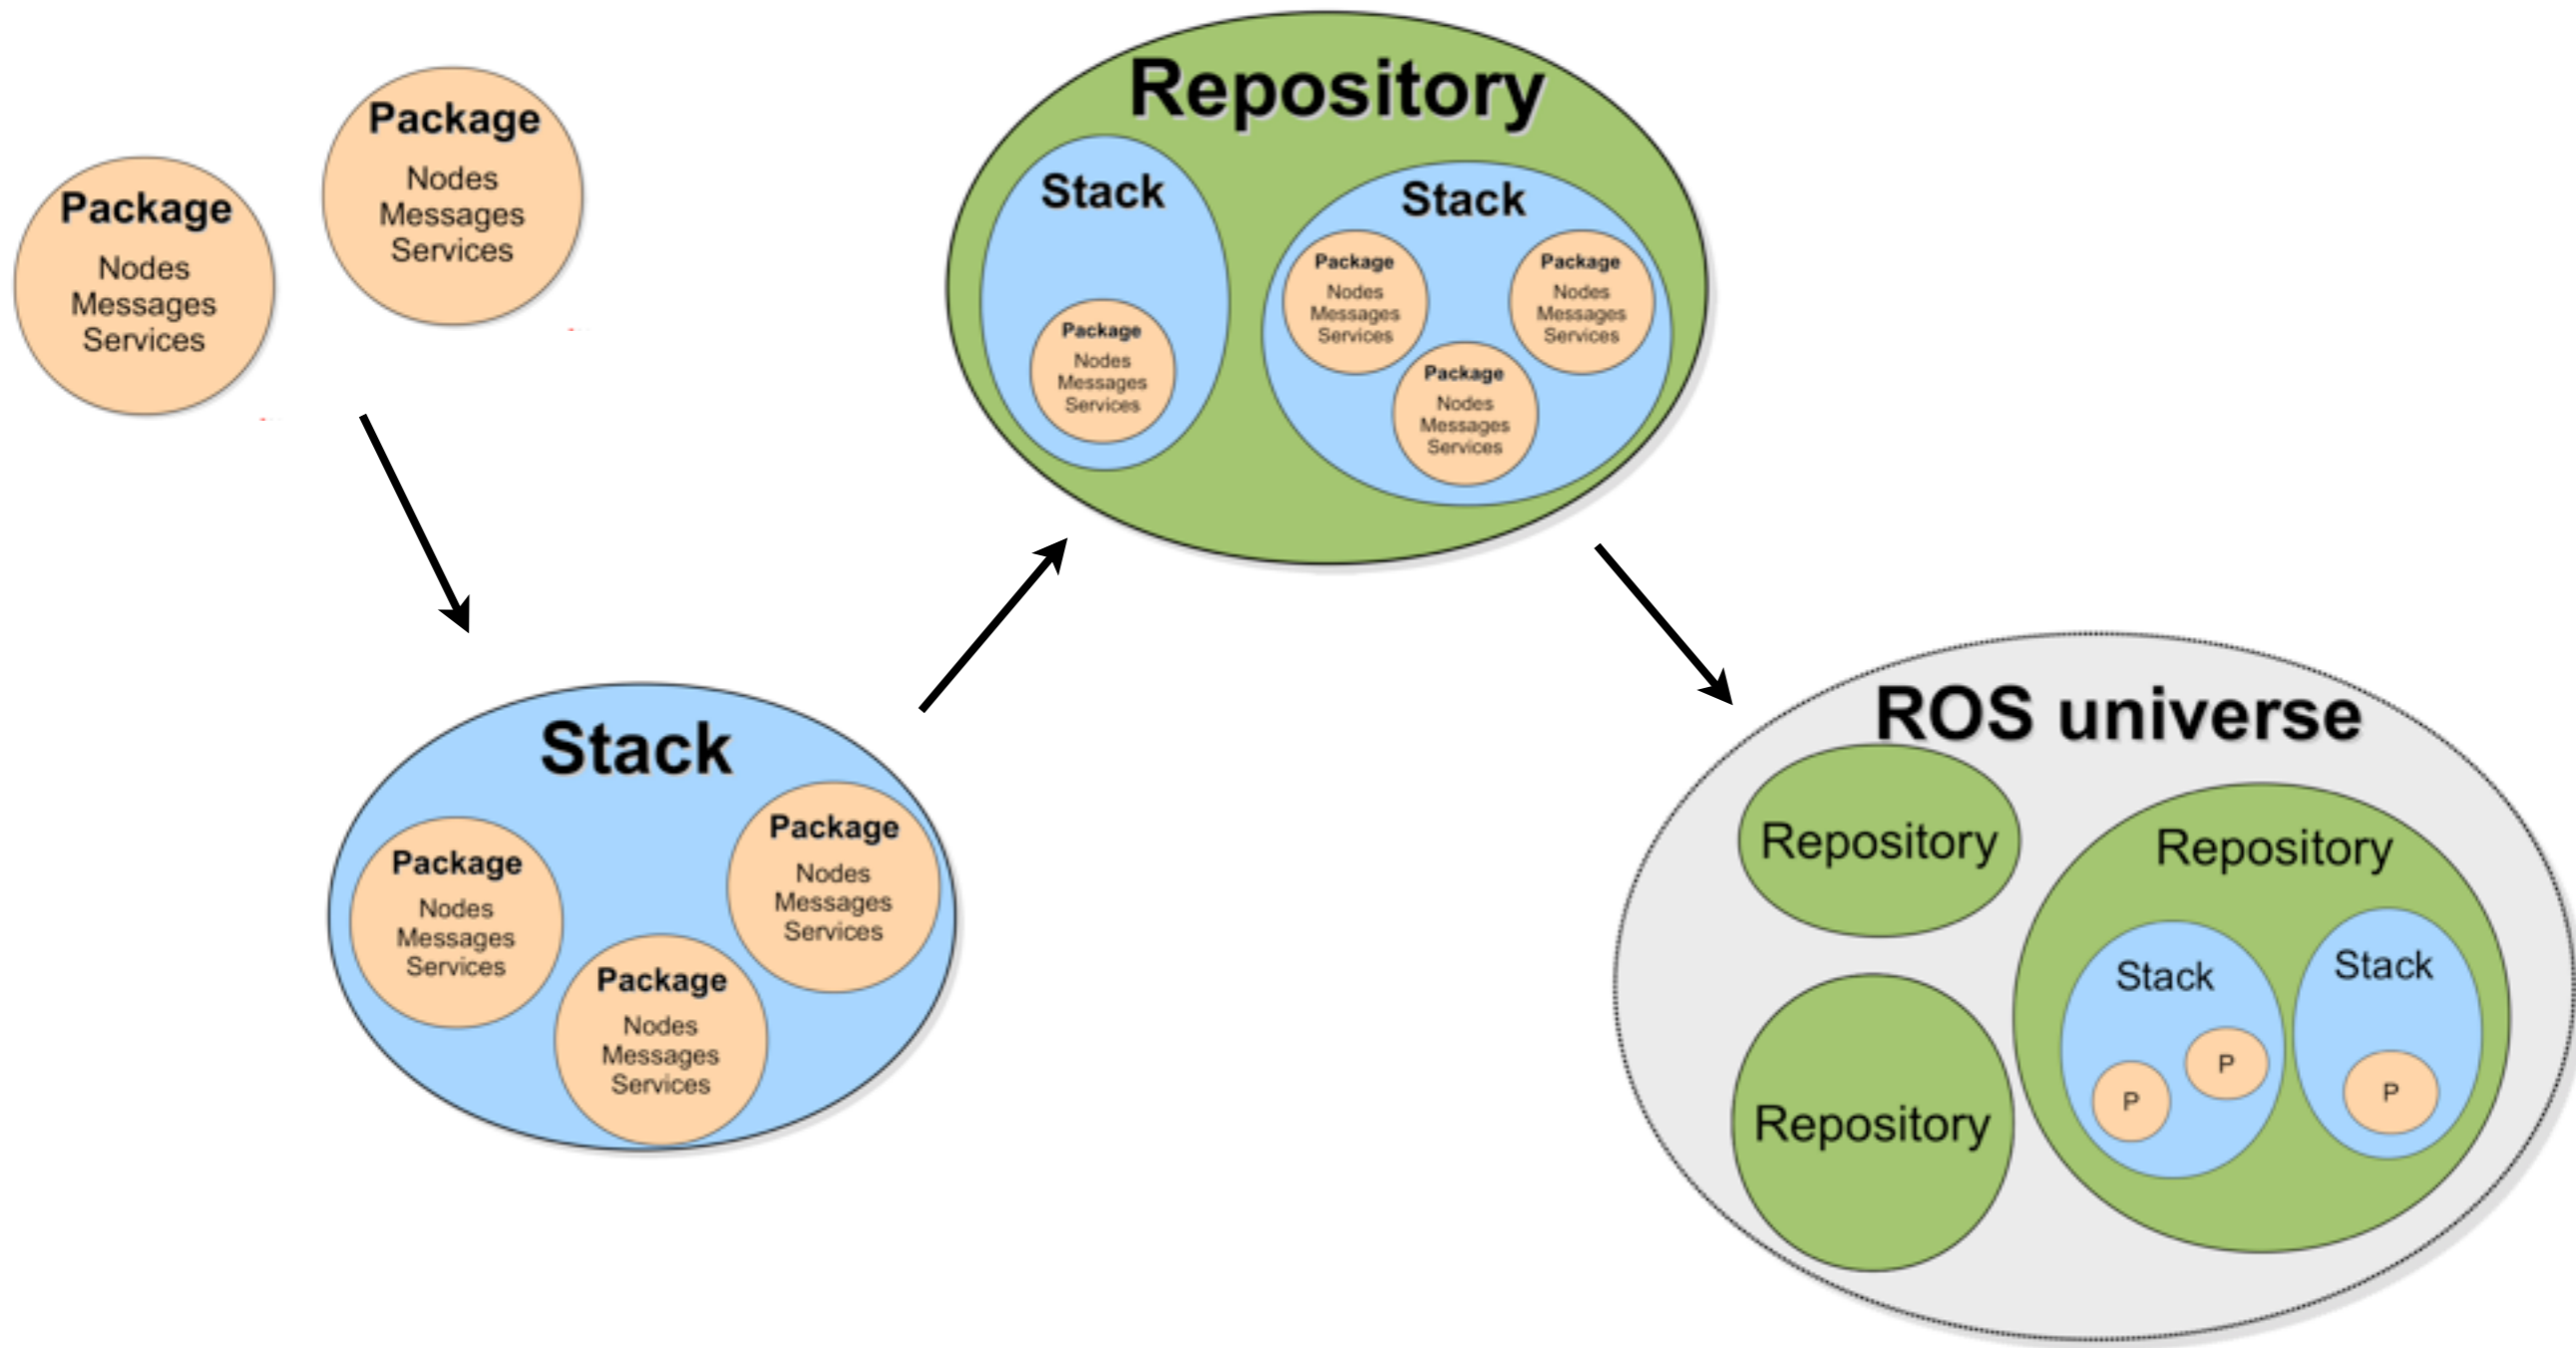 Package
Nodes
Messages
Services
Package
Nodes
Messages
Services
Stack
Package
Nodes
Messages
Services
Package
Nodes
Messages
Services
Package
Nodes
Messages
Services
Repository
Stack
Package
Nodes
Messages
Services
Stack
Package
Nodes
Messages
Services
Package
Nodes
Messages
Services
Package
Nodes
Messages
Services
ROS universe
Repository
Repository
Repository
Stack
P
P
Stack
P